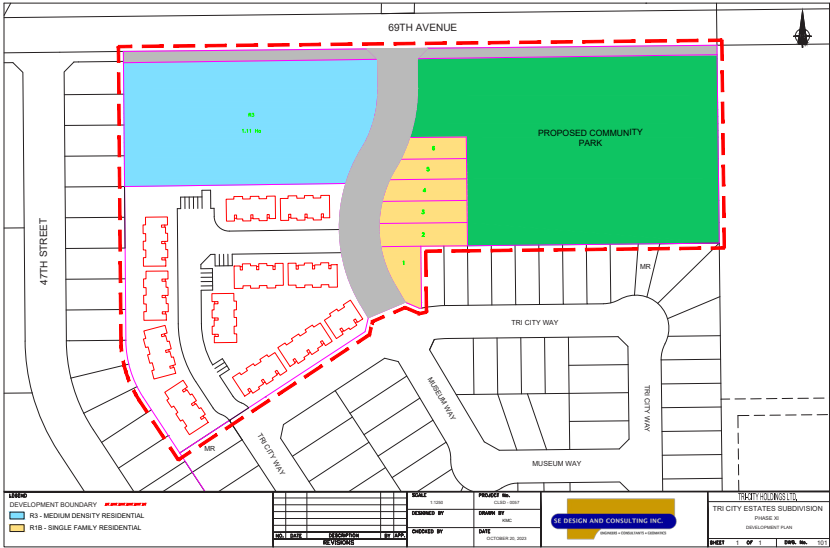 69TH AVENUE
R3
1.11 Ha
PROPOSED COMMUNITY
PARK
6
5
4
3
2
1
47TH STREET
MR
TRI CITY WAY
MUSEUM WAY
TRI CITY WAY
TRI CITY WAY
MR
MUSEUM WAY
LEGEND
DEVELOPMENT BOUNDARY
R3 - MEDIUM DENSITY RESIDENTIAL
R1B - SINGLE FAMILY RESIDENTIAL
NO. DATE DESCRIPTION BY APP.
REVISIONS
SCALE
1:1250
PROJECT No.
DESIGNED BY
DRAWN BY
KMC
CHECKED BY
DATE
OCTOBER 20, 2023
SE DESIGN AND CONSULTING INC.
ENGINEERS • CONSULTANTS • SURVEYORS
TRI-CITY HOLDINGS LTD.
TRI CITY ESTATES SUBDIVISION
PHASE XI
DEVELOPMENT PLAN
SHEET 1 OF 1 DWG. No. 101